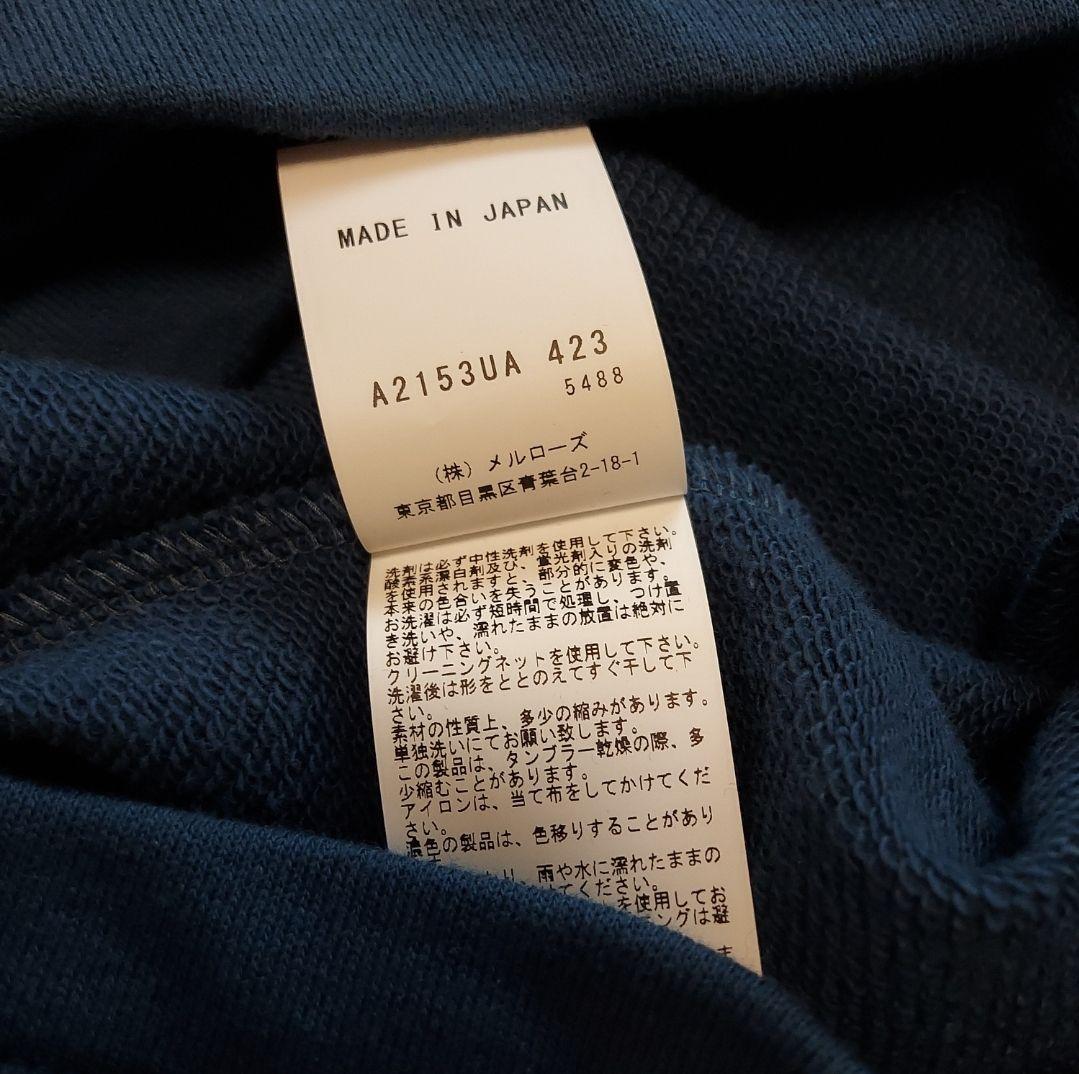 MADE IN JAPAN
A2153UA 423
5488
(株) メルローズ
東京都目黒区青葉台2-18-1
洗剤は必ず中性洗剤を使用して下さい。
酸素系漂白剤及び、蛍光剤入りの洗剤
を使用されますと、部分的に変色や、
本来の色合いを失うことがあります。
お洗濯は必ず短時間で処理し、つけ置
き洗いや、濡れたままの放置は絶対に
お避け下さい。
クリーニングネットを使用して下さい。
洗濯後は形をととのえてすぐ干して下
さい。
素材の性質上、多少の縮みがあります。
単独洗いにてお願い致します。
この製品は、タンブラー乾燥の際、多
少縮むことがあります。
アイロンは、当て布をしてかけてくだ
さい。
濃色の製品は、色移りすることがあり
雨や水に濡れたままの
けてください。
を使用してお
ングは避